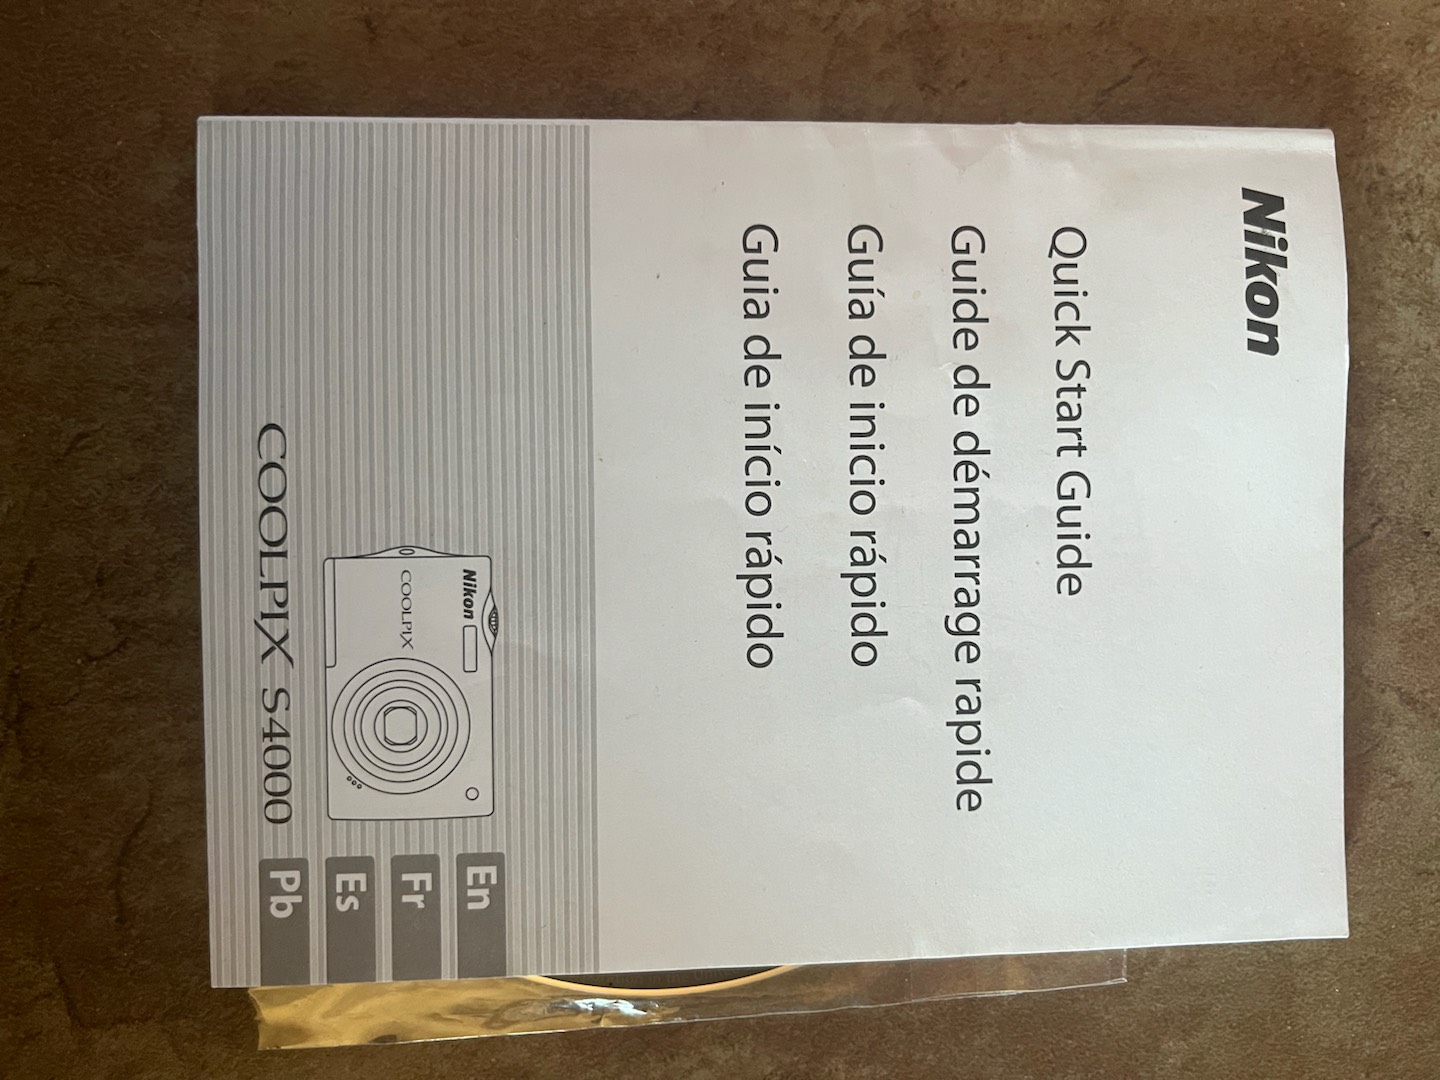 Nikon
Quick Start Guide
Guide de démarrage rapide
Guía de inicio rápido
Guia de início rápido
Nikon
COOLPIX
COOLPIX S4000
En
Fr
Es
Pb